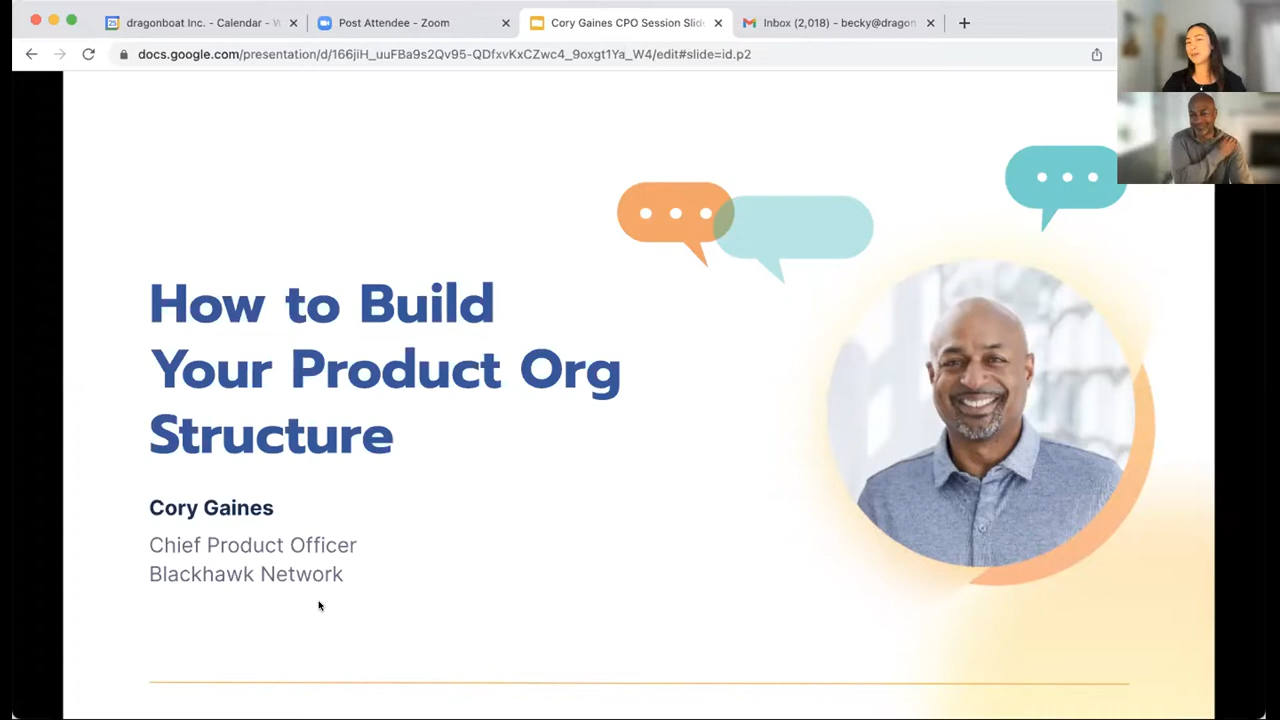 dragonboat Inc. - Calendar - W
Post Attendee - Zoom
Cory Gaines CPO Session Slide
Inbox (2,018) - becky@dragon
docs.google.com/presentation/d/166jiH_uuFBa9s2Qv95-QDfxvKxCZwc4_9oxgt1Ya_W4/edit#slide=id.p2
How to Build
Your Product Org
Structure
Cory Gaines
Chief Product Officer
Blackhawk Network